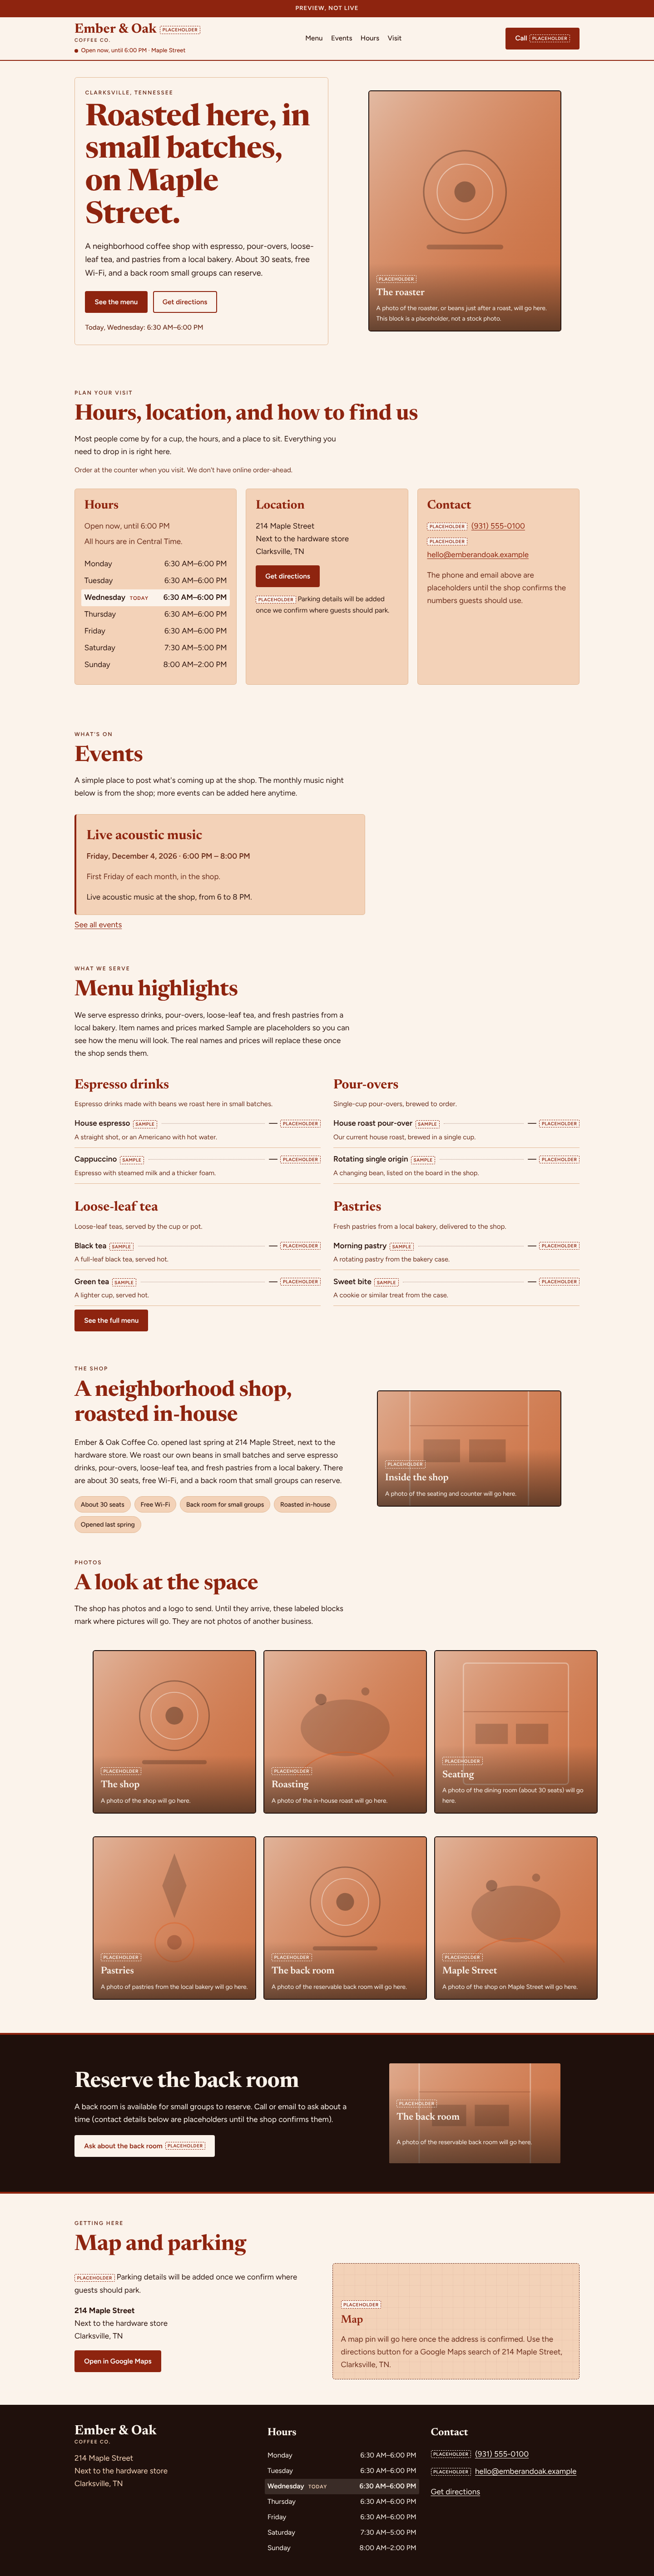 PREVIEW, NOT LIVE
Ember & Oak PLACEHOLDER
COFFEE CO.
Open now, until 6:00 PM · Maple Street
Menu Events Hours Visit
Call PLACEHOLDER
CLARKSVILLE, TENNESSEE
Roasted here, in
small batches,
on Maple
Street.
A neighborhood coffee shop with espresso, pour-overs, loose-
leaf tea, and pastries from a local bakery. About 30 seats, free
Wi-Fi, and a back room small groups can reserve.
See the menu Get directions
Today, Wednesday: 6:30 AM–6:00 PM
PLACEHOLDER
The roaster
A photo of the roaster, or beans just after a roast, will go here.
This block is a placeholder, not a stock photo.
PLAN YOUR VISIT
Hours, location, and how to find us
Most people come by for a cup, the hours, and a place to sit. Everything you
need to drop in is right here.
Order at the counter when you visit. We don't have online order-ahead.
Hours
Open now, until 6:00 PM
All hours are in Central Time.
Monday 6:30 AM–6:00 PM
Tuesday 6:30 AM–6:00 PM
Wednesday TODAY 6:30 AM–6:00 PM
Thursday 6:30 AM–6:00 PM
Friday 6:30 AM–6:00 PM
Saturday 7:30 AM–5:00 PM
Sunday 8:00 AM–2:00 PM
Location
214 Maple Street
Next to the hardware store
Clarksville, TN
Get directions
PLACEHOLDER Parking details will be added
once we confirm where guests should park.
Contact
PLACEHOLDER (931) 555-0100
PLACEHOLDER
hello@emberandoak.example
The phone and email above are
placeholders until the shop confirms the
numbers guests should use.
WHAT'S ON
Events
A simple place to post what's coming up at the shop. The monthly music night
below is from the shop; more events can be added here anytime.
Live acoustic music
Friday, December 4, 2026 · 6:00 PM – 8:00 PM
First Friday of each month, in the shop.
Live acoustic music at the shop, from 6 to 8 PM.
See all events
WHAT WE SERVE
Menu highlights
We serve espresso drinks, pour-overs, loose-leaf tea, and fresh pastries from a
local bakery. Item names and prices marked Sample are placeholders so you can
see how the menu will look. The real names and prices will replace these once
the shop sends them.
Espresso drinks
Espresso drinks made with beans we roast here in small batches.
House espresso SAMPLE — PLACEHOLDER
A straight shot, or an Americano with hot water.
Cappuccino SAMPLE — PLACEHOLDER
Espresso with steamed milk and a thicker foam.
Pour-overs
Single-cup pour-overs, brewed to order.
House roast pour-over SAMPLE — PLACEHOLDER
Our current house roast, brewed in a single cup.
Rotating single origin SAMPLE — PLACEHOLDER
A changing bean, listed on the board in the shop.
Loose-leaf tea
Loose-leaf teas, served by the cup or pot.
Black tea SAMPLE — PLACEHOLDER
A full-leaf black tea, served hot.
Green tea SAMPLE — PLACEHOLDER
A lighter cup, served hot.
Pastries
Fresh pastries from a local bakery, delivered to the shop.
Morning pastry SAMPLE — PLACEHOLDER
A rotating pastry from the bakery case.
Sweet bite SAMPLE — PLACEHOLDER
A cookie or similar treat from the case.
See the full menu
THE SHOP
A neighborhood shop,
roasted in-house
Ember & Oak Coffee Co. opened last spring at 214 Maple Street, next to the
hardware store. We roast our own beans in small batches and serve espresso
drinks, pour-overs, loose-leaf tea, and fresh pastries from a local bakery. There
are about 30 seats, free Wi-Fi, and a back room that small groups can reserve.
About 30 seats Free Wi-Fi Back room for small groups Roasted in-house
Opened last spring
PLACEHOLDER
Inside the shop
A photo of the seating and counter will go here.
PHOTOS
A look at the space
The shop has photos and a logo to send. Until they arrive, these labeled blocks
mark where pictures will go. They are not photos of another business.
PLACEHOLDER
The shop
A photo of the shop will go here.
PLACEHOLDER
Roasting
A photo of the in-house roast will go here.
PLACEHOLDER
Seating
A photo of the dining room (about 30 seats) will go
here.
PLACEHOLDER
Pastries
A photo of pastries from the local bakery will go here.
PLACEHOLDER
The back room
A photo of the reservable back room will go here.
PLACEHOLDER
Maple Street
A photo of the shop on Maple Street will go here.
Reserve the back room
A back room is available for small groups to reserve. Call or email to ask about a
time (contact details below are placeholders until the shop confirms them).
Ask about the back room PLACEHOLDER
PLACEHOLDER
The back room
A photo of the reservable back room will go here.
GETTING HERE
Map and parking
PLACEHOLDER Parking details will be added once we confirm where
guests should park.
214 Maple Street
Next to the hardware store
Clarksville, TN
Open in Google Maps
PLACEHOLDER
Map
A map pin will go here once the address is confirmed. Use the
directions button for a Google Maps search of 214 Maple Street,
Clarksville, TN.
Ember & Oak
COFFEE CO.
214 Maple Street
Next to the hardware store
Clarksville, TN
Hours
Monday 6:30 AM–6:00 PM
Tuesday 6:30 AM–6:00 PM
Wednesday TODAY 6:30 AM–6:00 PM
Thursday 6:30 AM–6:00 PM
Friday 6:30 AM–6:00 PM
Saturday 7:30 AM–5:00 PM
Sunday 8:00 AM–2:00 PM
Contact
PLACEHOLDER (931) 555-0100
PLACEHOLDER hello@emberandoak.example
Get directions